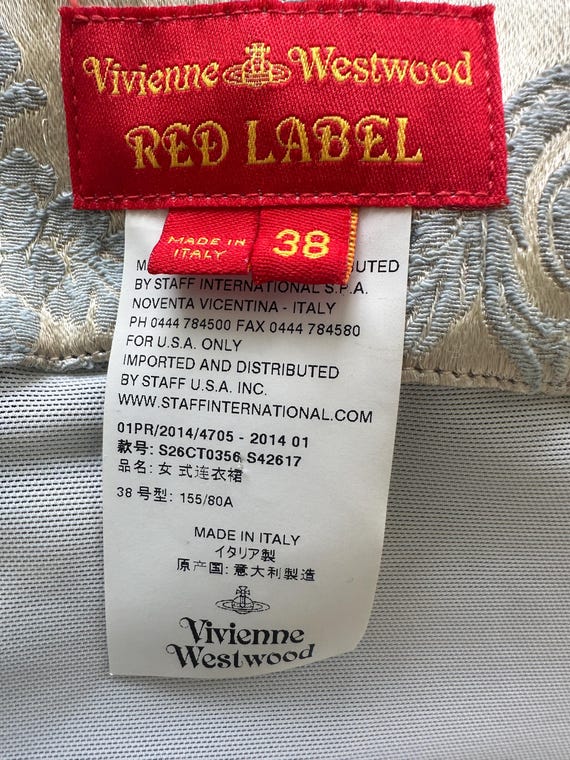 Vivienne Westwood
RED LABEL
MADE IN
ITALY
38
BY STAFF INTERNATIONAL S.P.A.
NOVENTA VICENTINA - ITALY
PH 0444 784500 FAX 0444 784580
FOR U.S.A. ONLY
IMPORTED AND DISTRIBUTED
BY STAFF U.S.A. INC.
WWW.STAFFINTERNATIONAL.COM
01PR/2014/4705 - 2014 01
款号: S26CT0356 S42617
品名: 女 式连衣裙
38 号型: 155/80A
MADE IN ITALY
イタリア製
原产国: 意大利製造
Vivienne
Westwood